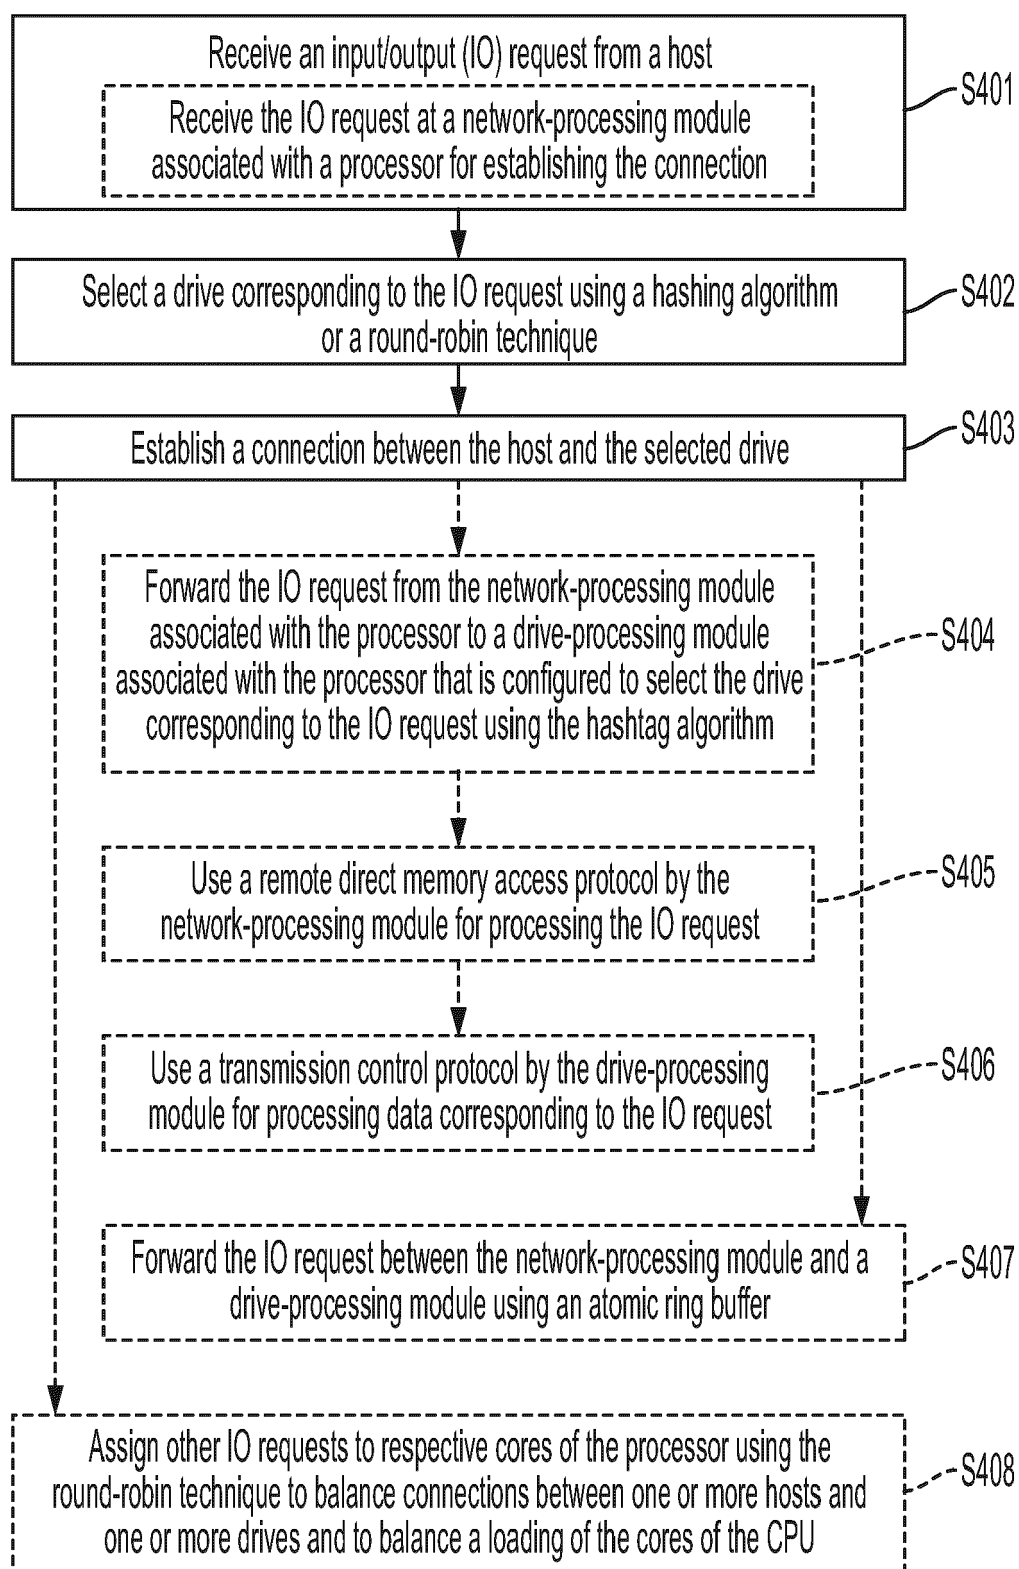 Receive an input/output (IO) request from a host
Receive the IO request at a network-processing module
associated with a processor for establishing the connection
S401
Select a drive corresponding to the IO request using a hashing algorithm
or a round-robin technique
S402
Establish a connection between the host and the selected drive
S403
Forward the IO request from the network-processing module
associated with the processor to a drive-processing module
associated with the processor that is configured to select the drive
corresponding to the IO request using the hashtag algorithm
S404
Use a remote direct memory access protocol by the
network-processing module for processing the IO request
S405
Use a transmission control protocol by the drive-processing
module for processing data corresponding to the IO request
S406
Forward the IO request between the network-processing module and a
drive-processing module using an atomic ring buffer
S407
Assign other IO requests to respective cores of the processor using the
round-robin technique to balance connections between one or more hosts and
one or more drives and to balance a loading of the cores of the CPU
S408